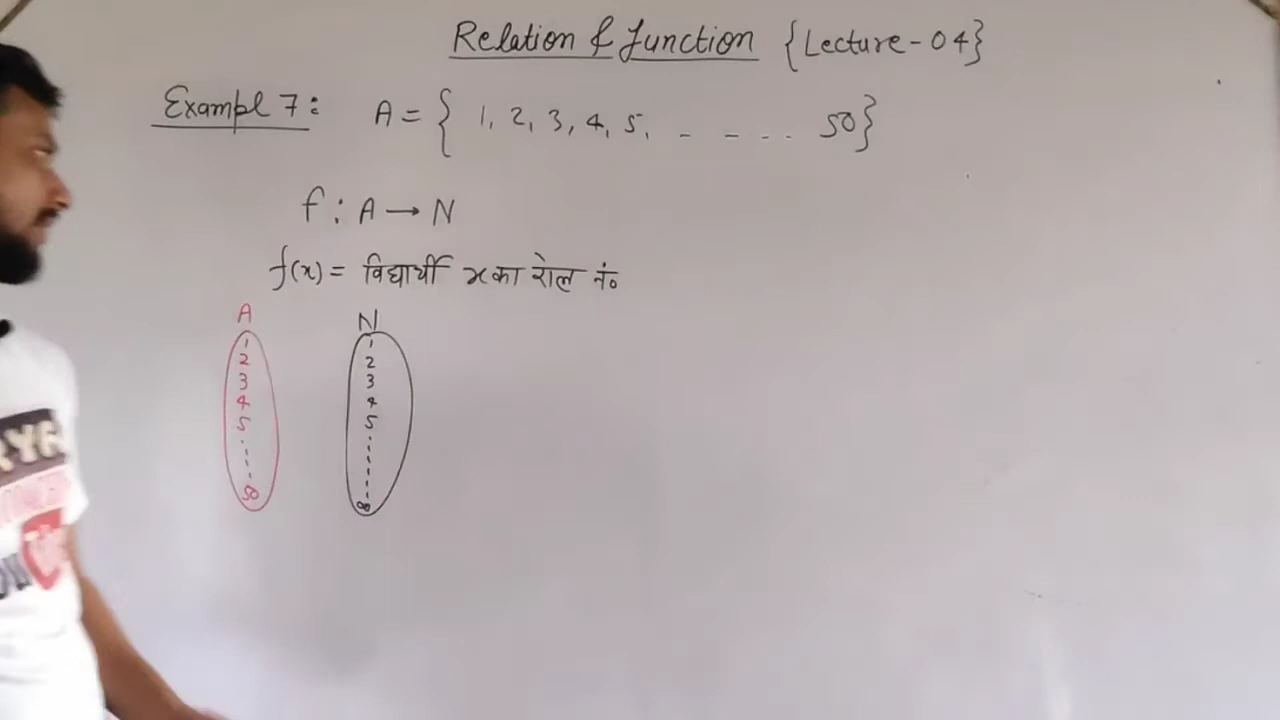 Relation & function {Lecture-04}
Exampl 7: A = { 1, 2, 3, 4, 5, - - - .. 50}
f : A → N
f(x) = विद्यार्थी x का रोल नं०
A N
1 1
2 2
3 3
4 4
5 5
50 ∞